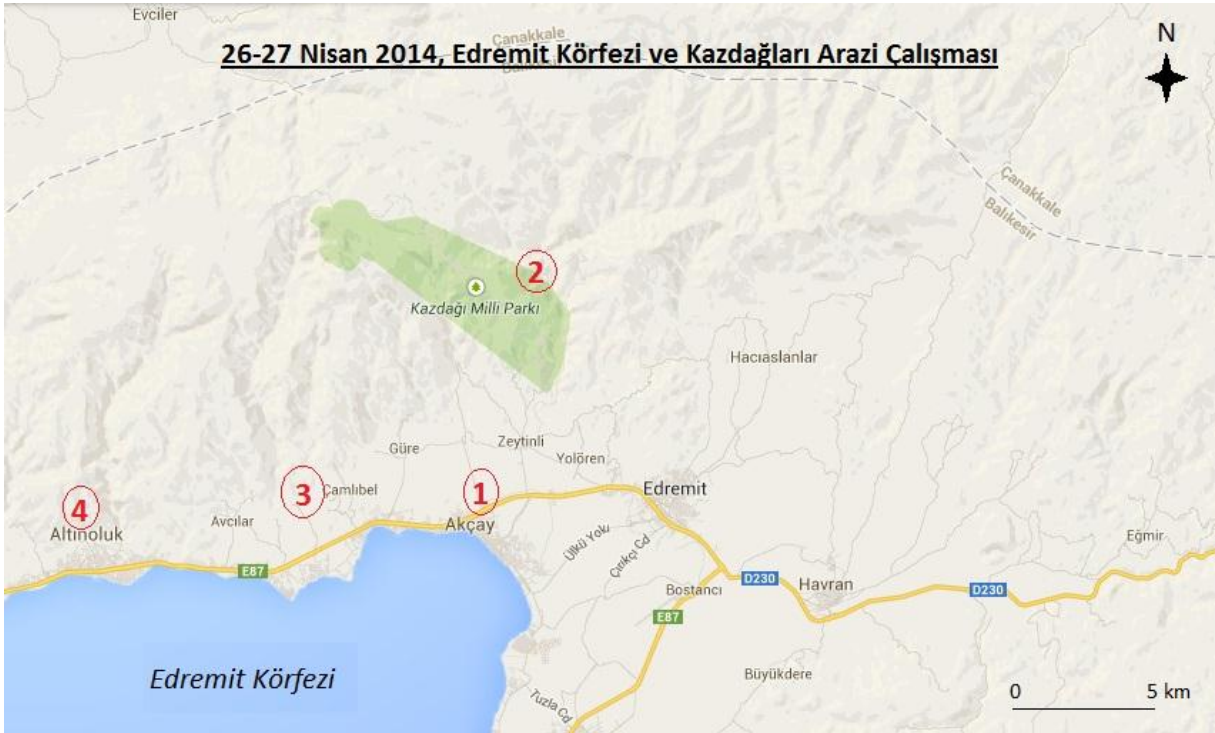 Evciler
26-27 Nisan 2014, Edremit Körfezi ve Kazdağları Arazi Çalışması
N
Çanakkale
Balıkesir
Çanakkale
Balıkesir
2
Kazdağı Milli Parkı
Hacıaslanlar
Güre
Zeytinli
Yolören
4
3
Çamlıbel
1
Edremit
Altınoluk
Avcılar
Akçay
Ülkü Yolu
Çırıkçı Cd
Eğmir
E87
D230
Havran
D230
Bostancı
E87
Edremit Körfezi
Büyükdere
Tuzla Cd
0 5 km